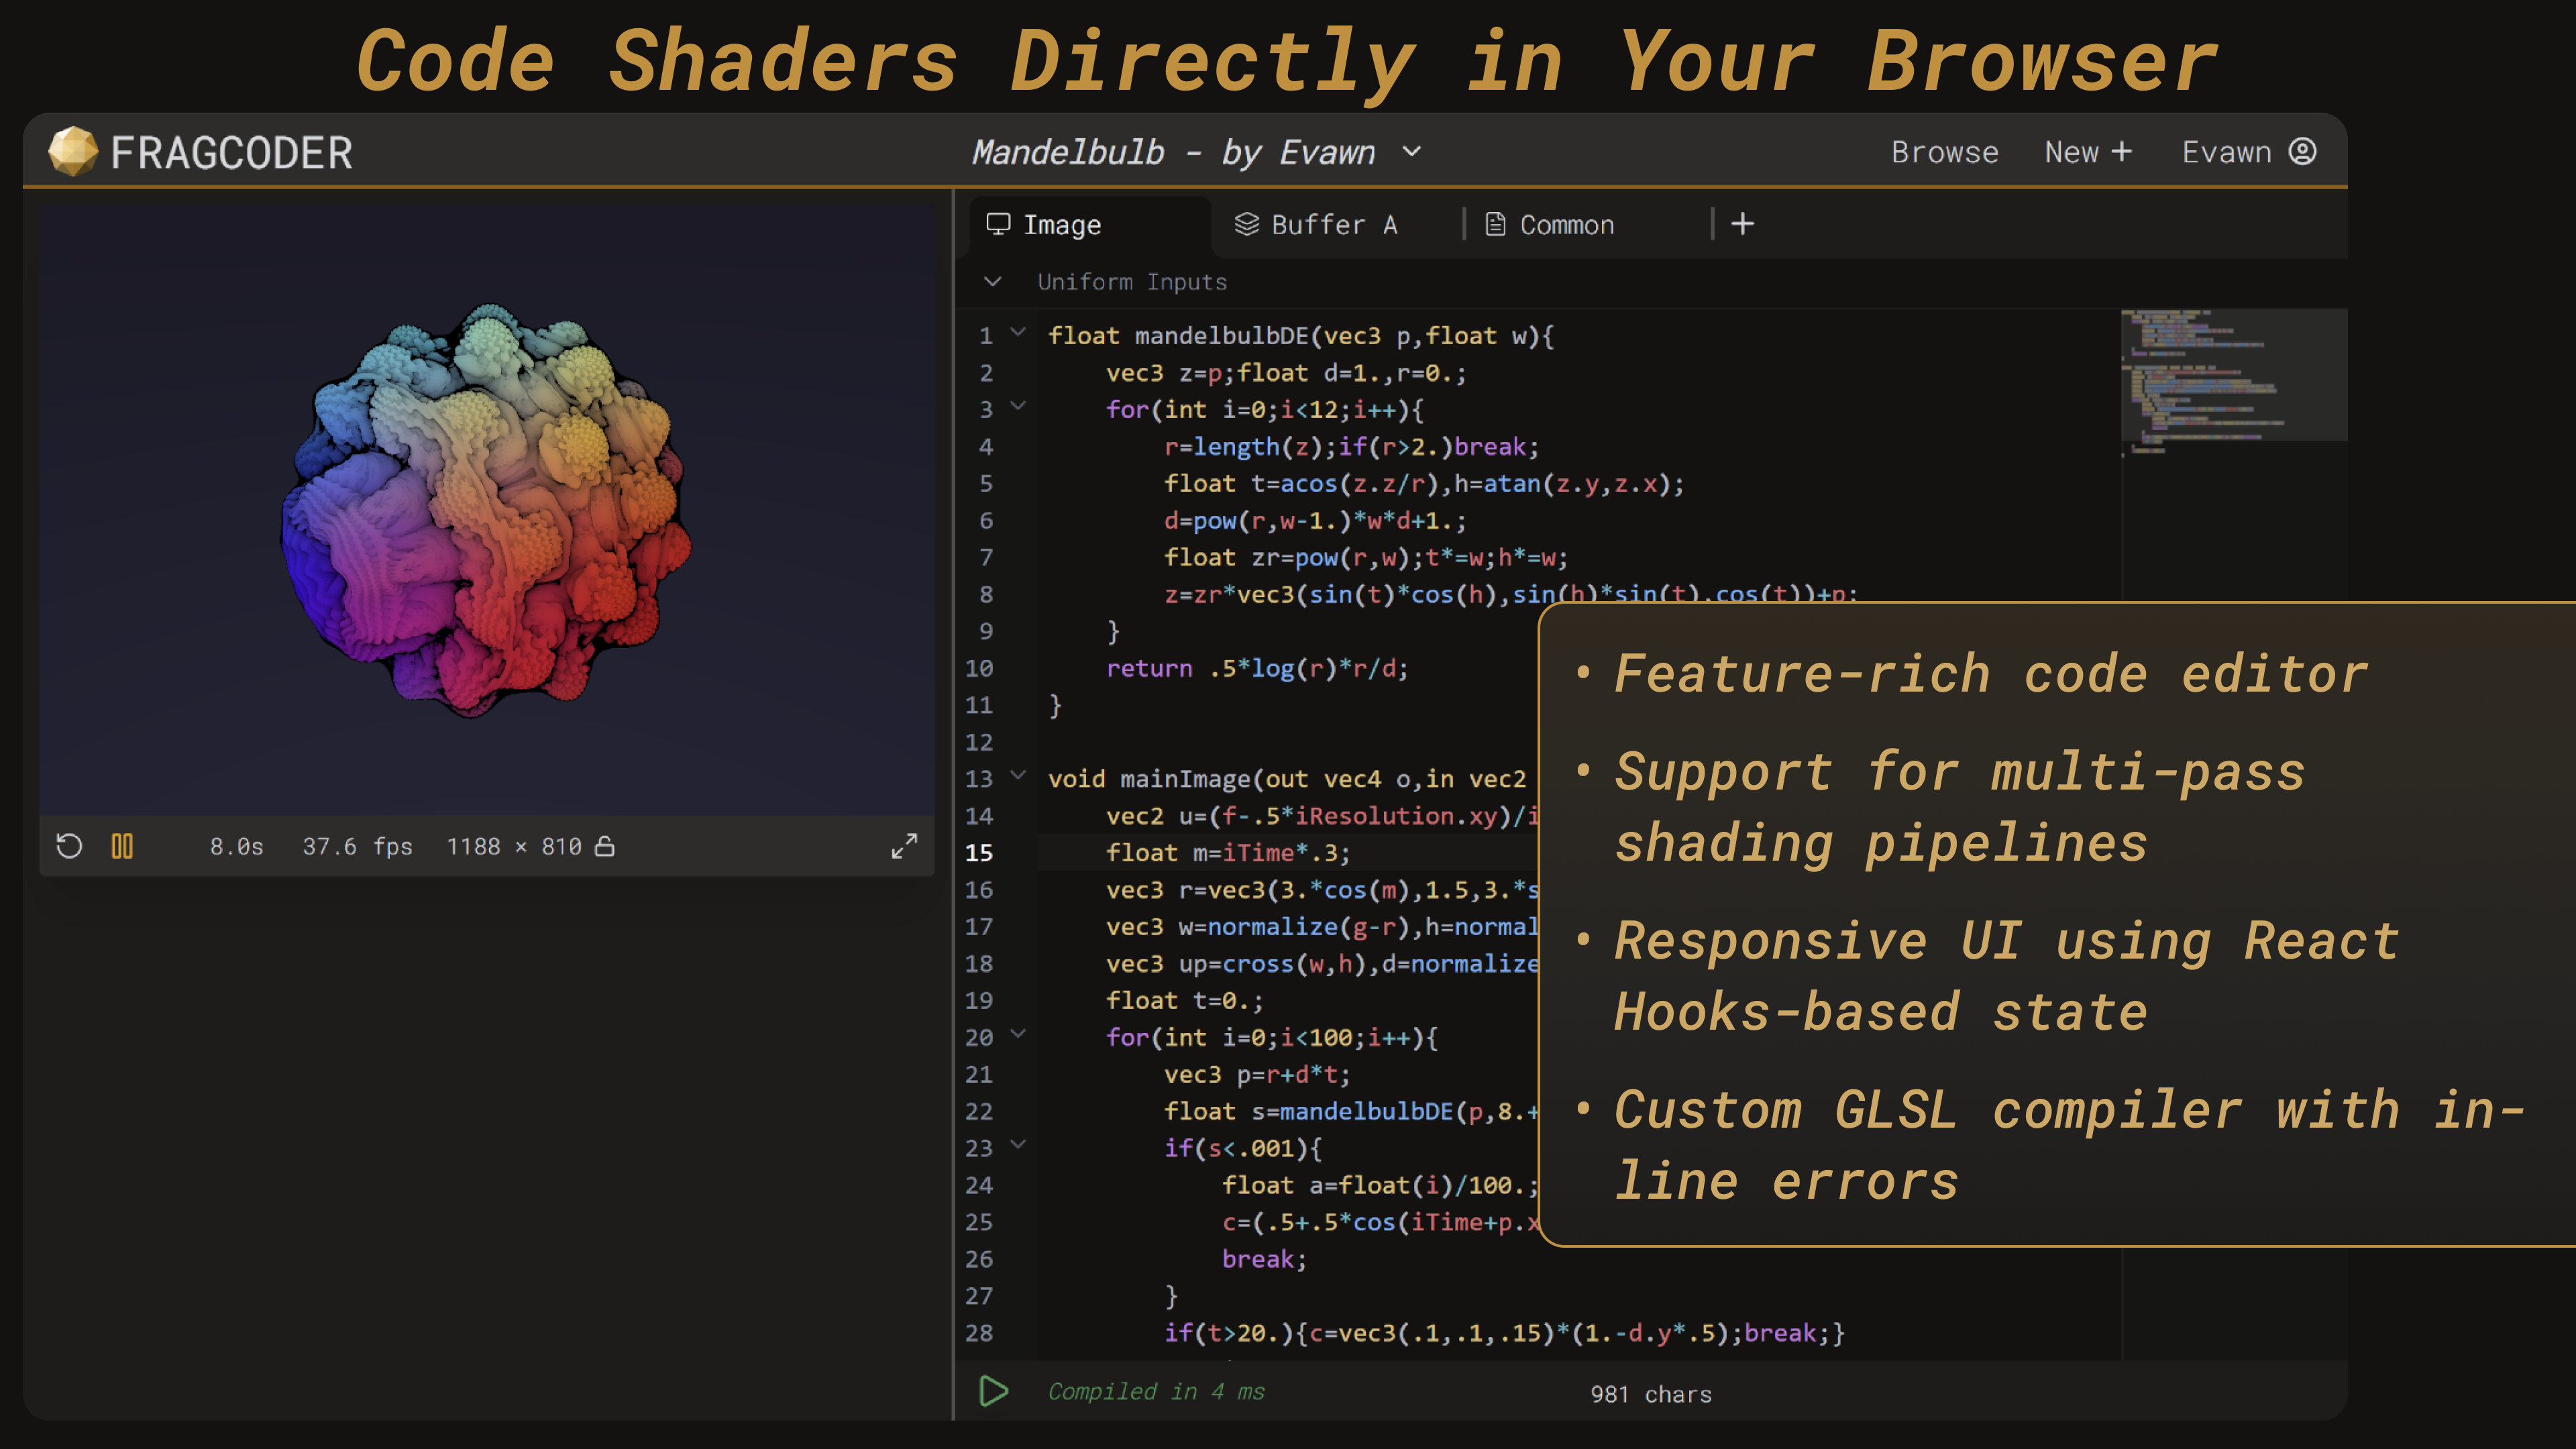 Code Shaders Directly in Your Browser
FRAGCODER
Mandelbulb - by Evawn
Browse
New +
Evawn
Image
Buffer A
Common
+
Uniform Inputs
1 float mandelbulbDE(vec3 p,float w){
2 vec3 z=p;float d=1.,r=0.;
3 for(int i=0;i<12;i++){
4 r=length(z);if(r>2.)break;
5 float t=acos(z.z/r),h=atan(z.y,z.x);
6 d=pow(r,w-1.)*w*d+1.;
7 float zr=pow(r,w);t*=w;h*=w;
8 z=zr*vec3(sin(t)*cos(h),sin(h)*sin(t),cos(t))+p;
9 }
10 return .5*log(r)*r/d;
11 }
12
13 void mainImage(out vec4 o,in vec2
14 vec2 u=(f-.5*iResolution.xy)/i
15 float m=iTime*.3;
16 vec3 r=vec3(3.*cos(m),1.5,3.*s
17 vec3 w=normalize(g-r),h=normal
18 vec3 up=cross(w,h),d=normalize
19 float t=0.;
20 for(int i=0;i<100;i++){
21 vec3 p=r+d*t;
22 float s=mandelbulbDE(p,8.+
23 if(s<.001){
24 float a=float(i)/100.;
25 c=(.5+.5*cos(iTime+p.x
26 break;
27 }
28 if(t>20.){c=vec3(.1,.1,.15)*(1.-d.y*.5);break;}
8.0s 37.6 fps 1188 × 810
• Feature-rich code editor
• Support for multi-pass
shading pipelines
• Responsive UI using React
Hooks-based state
• Custom GLSL compiler with in-
line errors
Compiled in 4 ms
981 chars